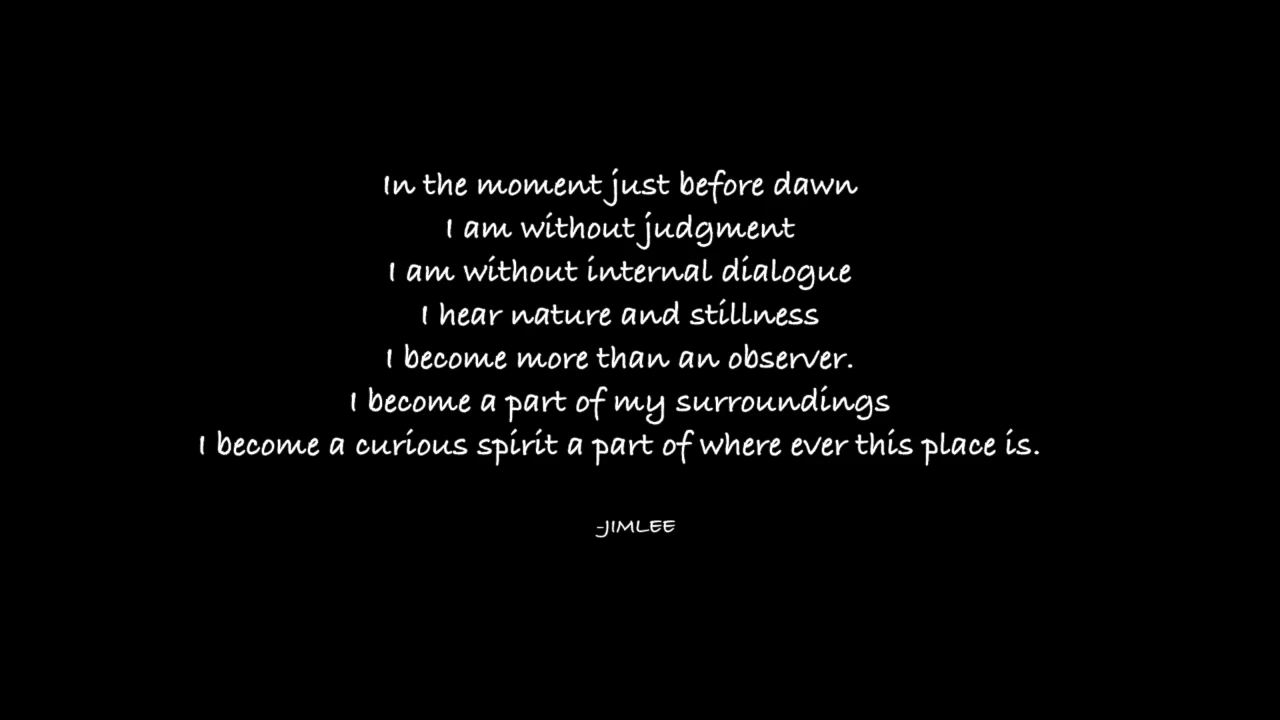 In the moment just before dawn
I am without judgment
I am without internal dialogue
I hear nature and stillness
I become more than an observer.
I become a part of my surroundings
I become a curious spirit a part of where ever this place is.
-JIMLEE